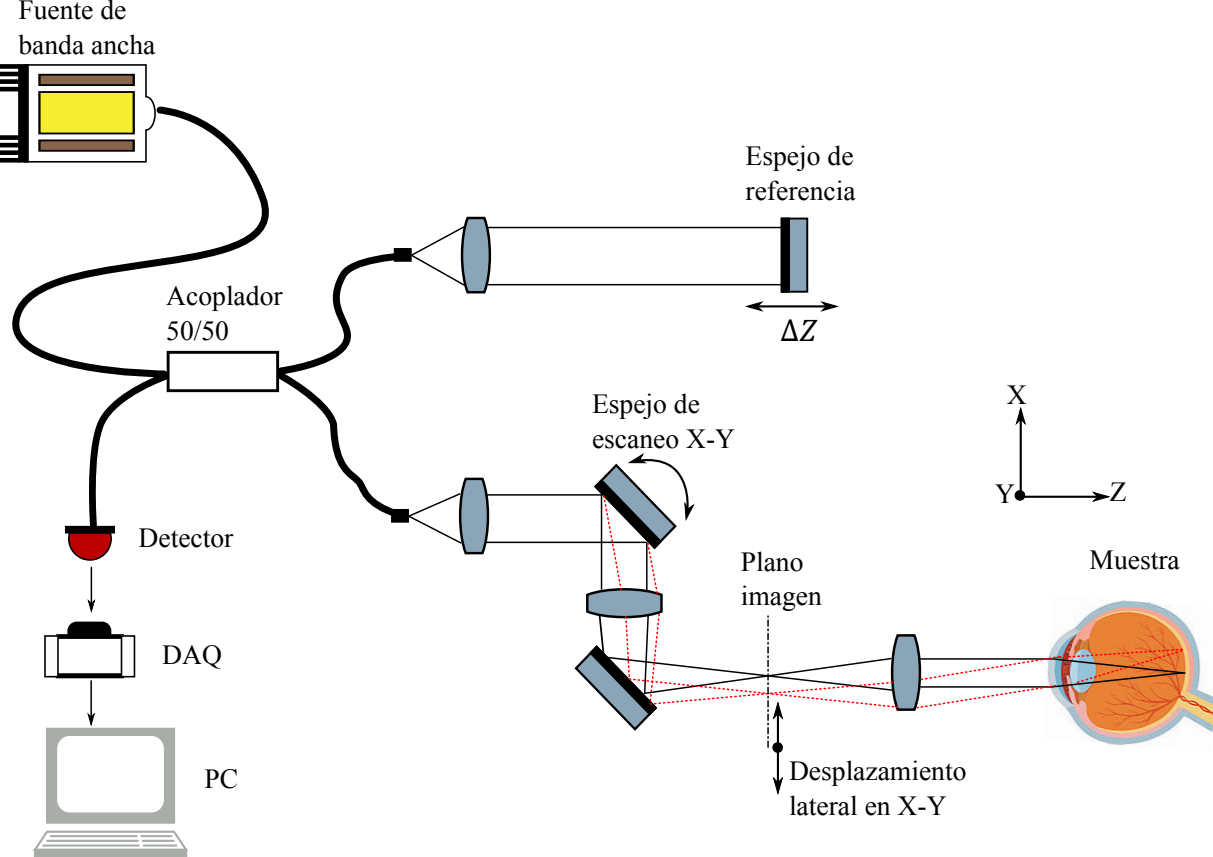 Fuente de
banda ancha
Espejo de
referencia
ΔZ
Acoplador
50/50
Espejo de
escaneo X-Y
X
Y
Z
Detector
Plano
imagen
Muestra
DAQ
PC
Desplazamiento
lateral en X-Y